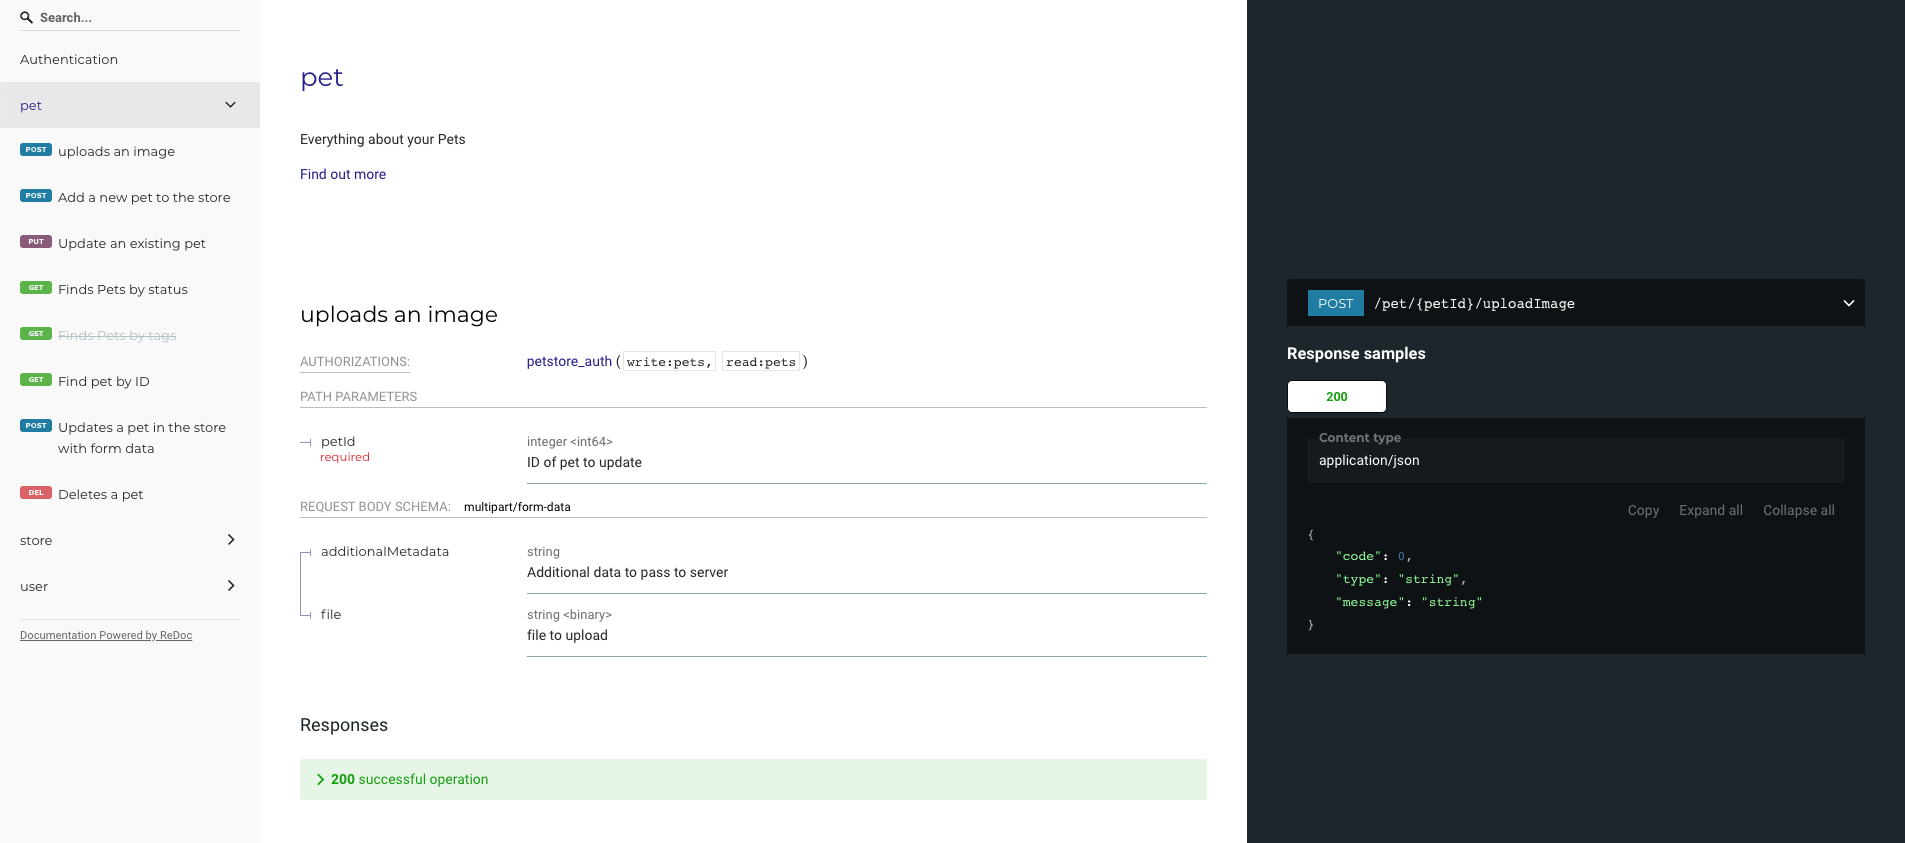 Search...
Authentication
pet
POST uploads an image
POST Add a new pet to the store
PUT Update an existing pet
GET Finds Pets by status
GET Finds Pets by tags
GET Find pet by ID
POST Updates a pet in the store
with form data
DEL Deletes a pet
store
user
Documentation Powered by ReDoc
pet
Everything about your Pets
Find out more
uploads an image
AUTHORIZATIONS: petstore_auth ( write:pets, read:pets )
PATH PARAMETERS
petId integer <int64>
required ID of pet to update
REQUEST BODY SCHEMA: multipart/form-data
additionalMetadata string
Additional data to pass to server
file string <binary>
file to upload
Responses
200 successful operation
POST /pet/{petId}/uploadImage
Response samples
200
Content type
application/json
Copy Expand all Collapse all
{
"code": 0,
"type": "string",
"message": "string"
}